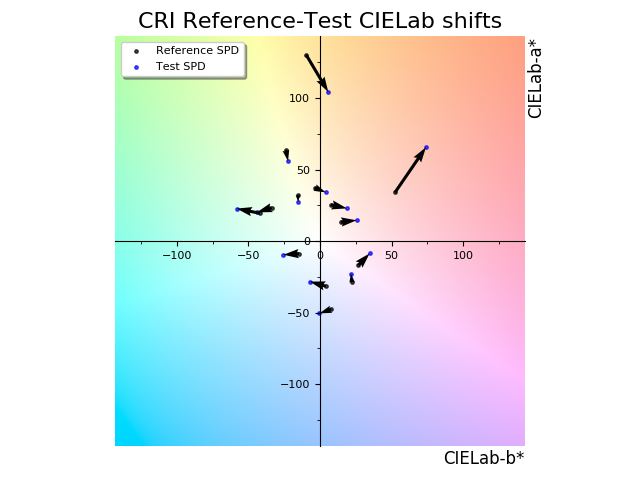 CRI Reference-Test CIELab shifts
Reference SPD
Test SPD
CIELab-a*
100
50
0
−100
−50
0
50
100
−50
−100
CIELab-b*